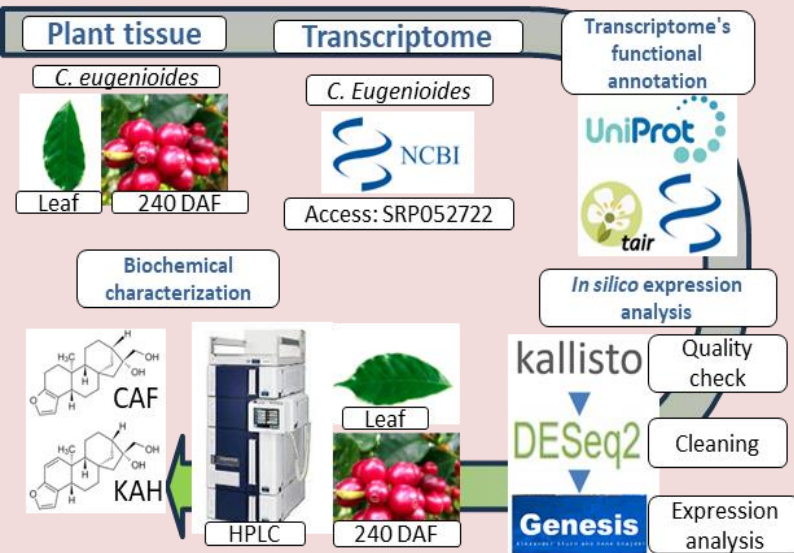 Plant tissue
Transcriptome
Transcriptome's
functional
annotation
C. eugenioides
C. Eugenioides
UniProt
NCBI
Leaf
240 DAF
Access: SRP052722
tair
Biochemical
characterization
In silico expression
analysis
kallisto
Quality
check
DESeq2
Cleaning
Genesis
Expression
analysis
H
H₃C
OH
OH
H
H
O
CAF
H
H₃C
OH
OH
H
H
O
KAH
HPLC
Leaf
240 DAF